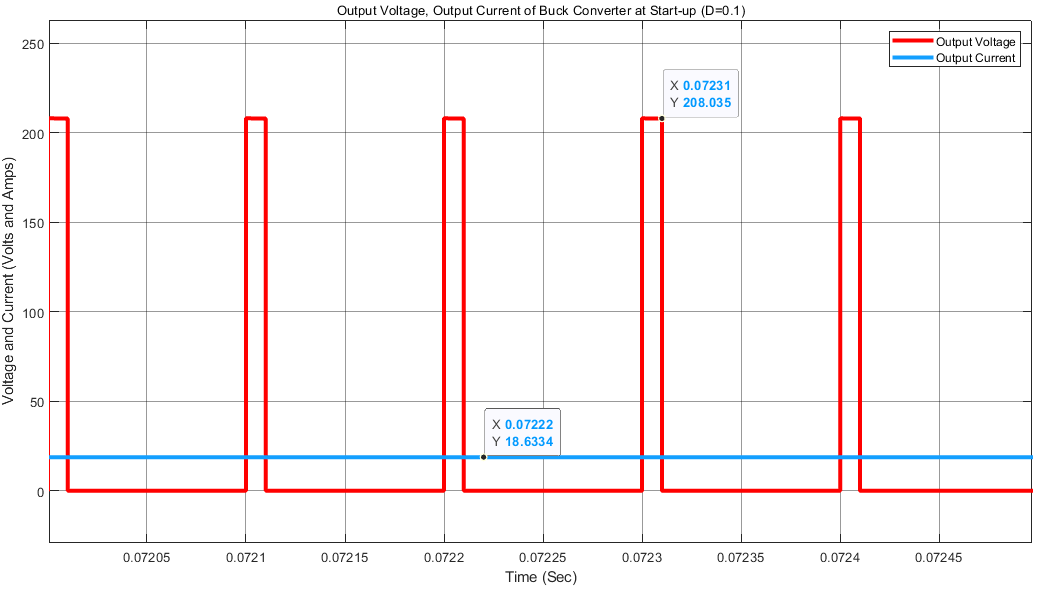 Output Voltage, Output Current of Buck Converter at Start-up (D=0.1)
Output Voltage
Output Current
Voltage and Current (Volts and Amps)
250
200
150
100
50
0
X 0.07231
Y 208.035
X 0.07222
Y 18.6334
0.07205
0.0721
0.07215
0.0722
0.07225
0.0723
0.07235
0.0724
0.07245
Time (Sec)